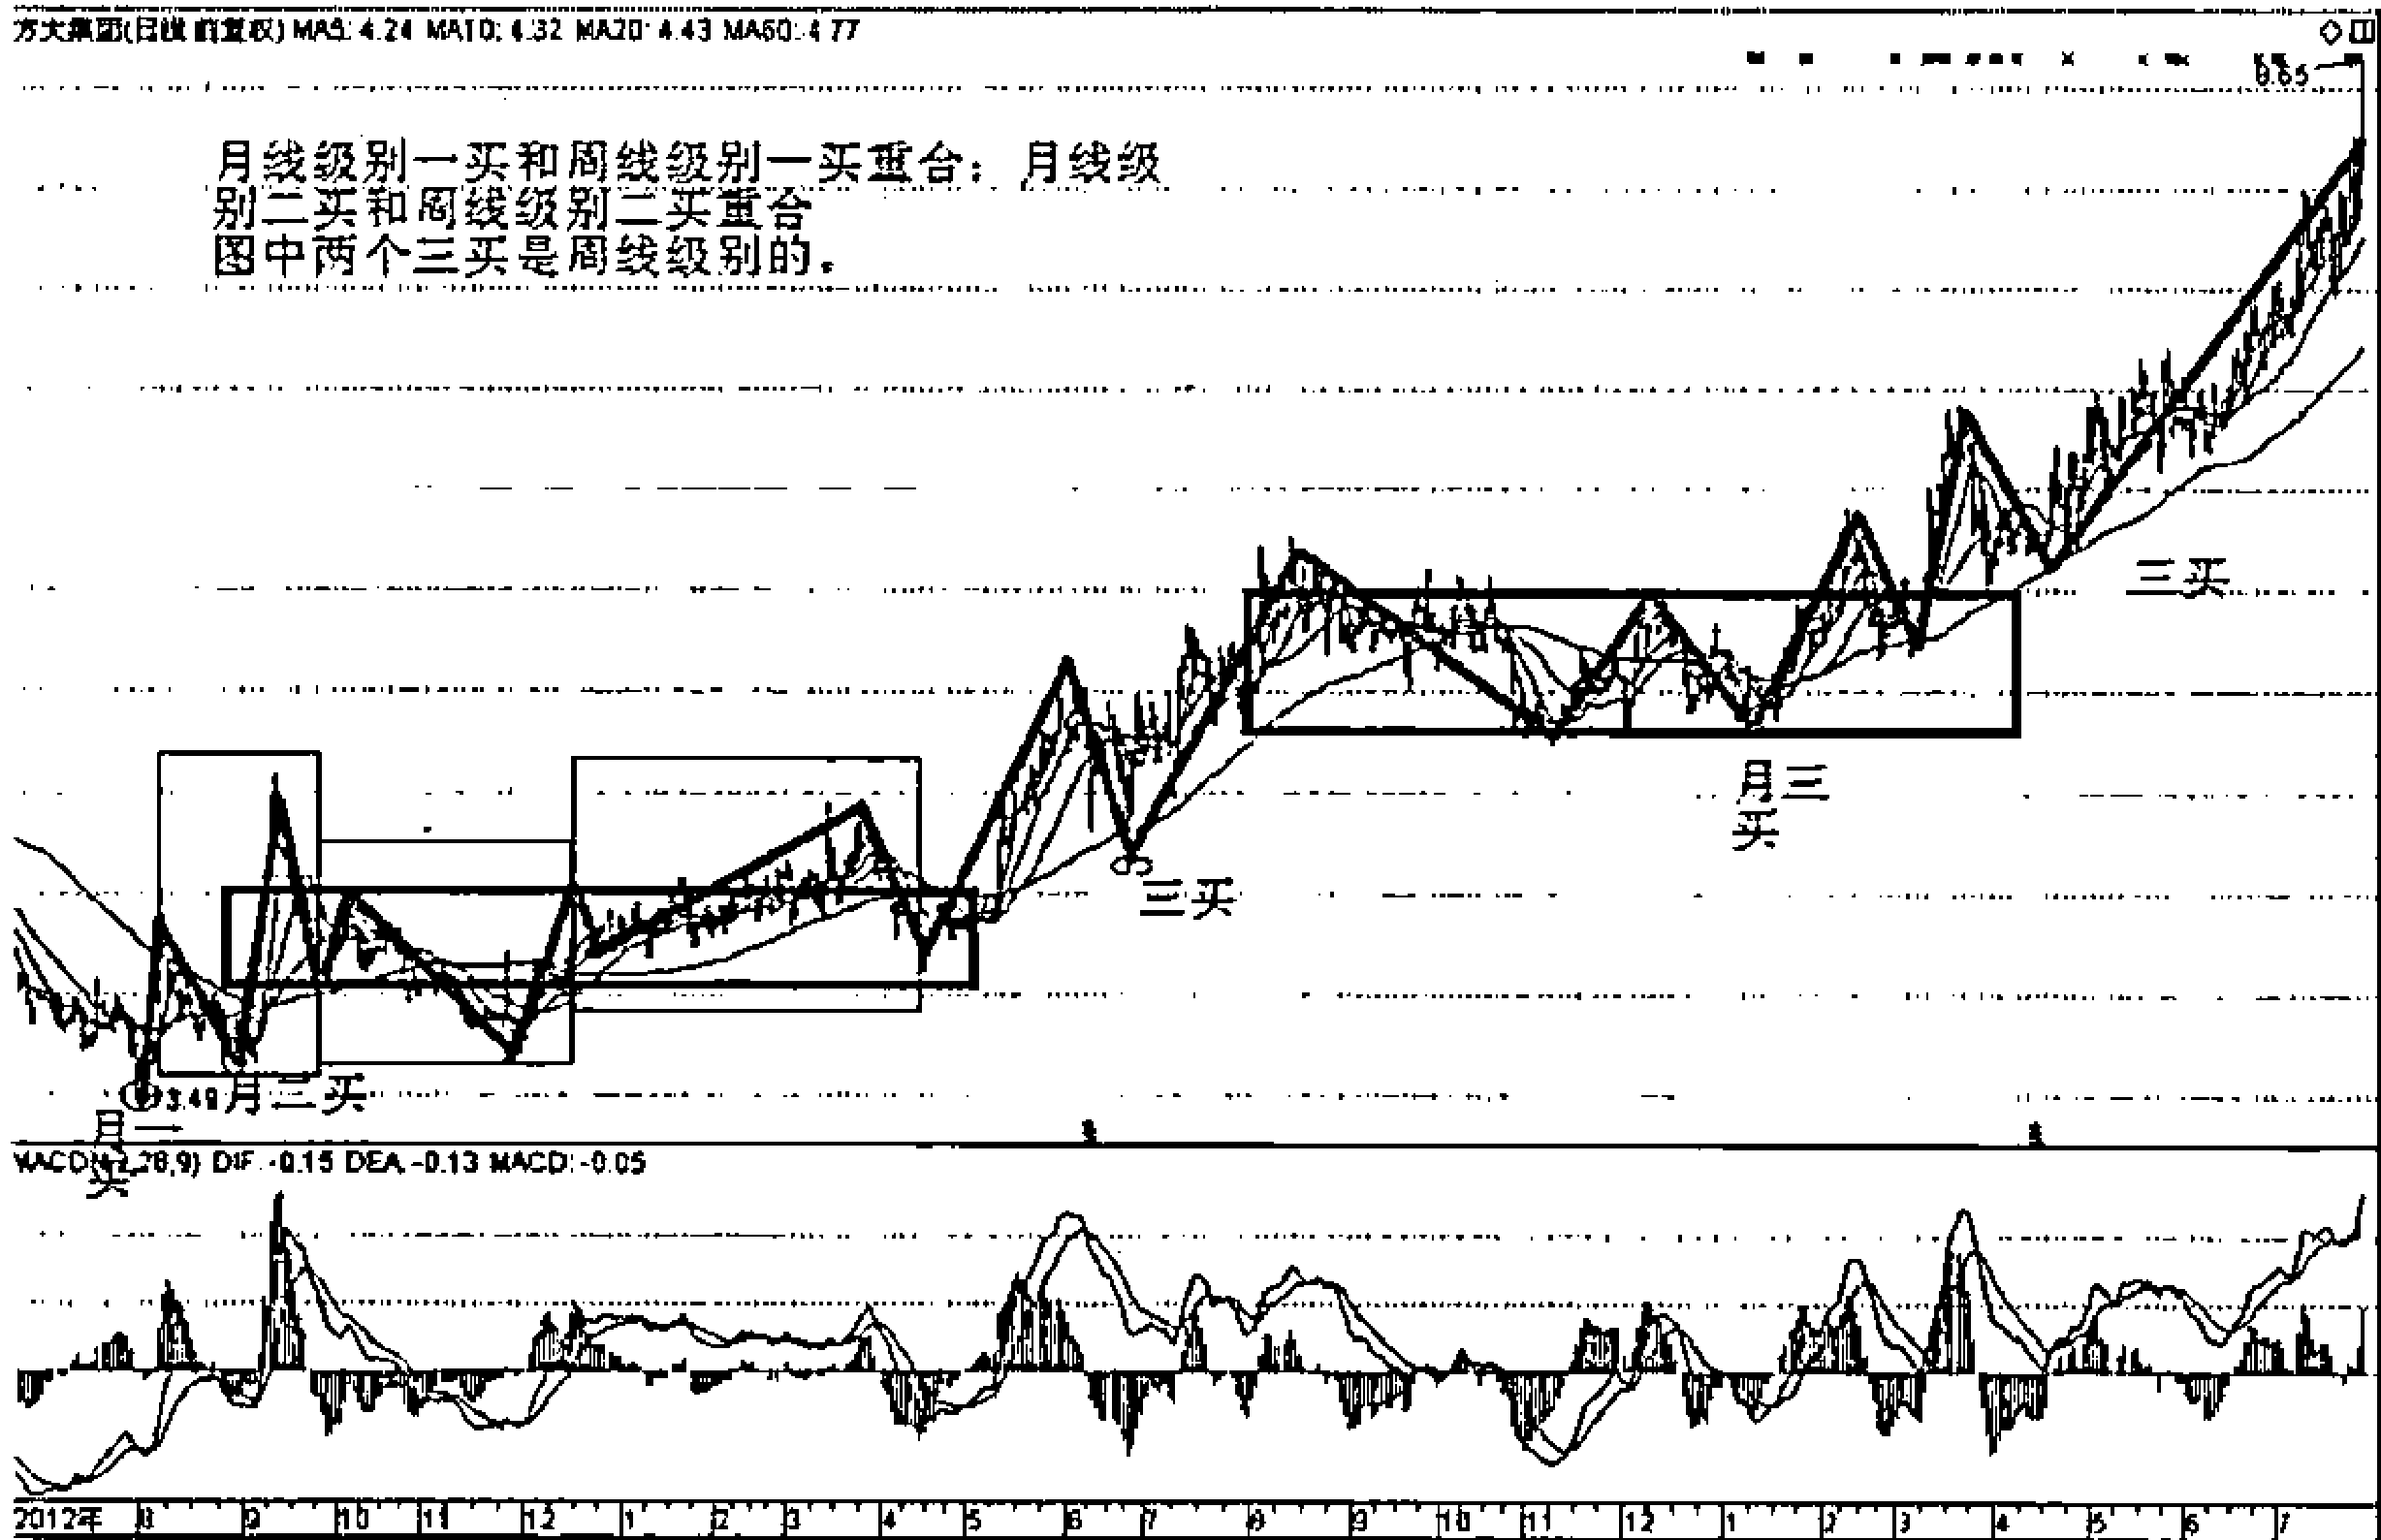 方大集团(日线 前复权) MA5: 4.24 MA10: 4.32 MA20: 4.43 MA60: 4.77
8.65
月线级别一买和周线级别一买重合；月线级
别二买和周线级别二买重合
图中两个三买是周线级别的。
三买
月三
买
三买
3.49
月二买
月一
买
MACD(12,26,9) DIF: -0.15 DEA: -0.13 MACD: -0.05
2012年 8 9 10 11 12 1 2 3 4 5 6 7 8 9 10 11 12 1 2 3 4 5 6 7